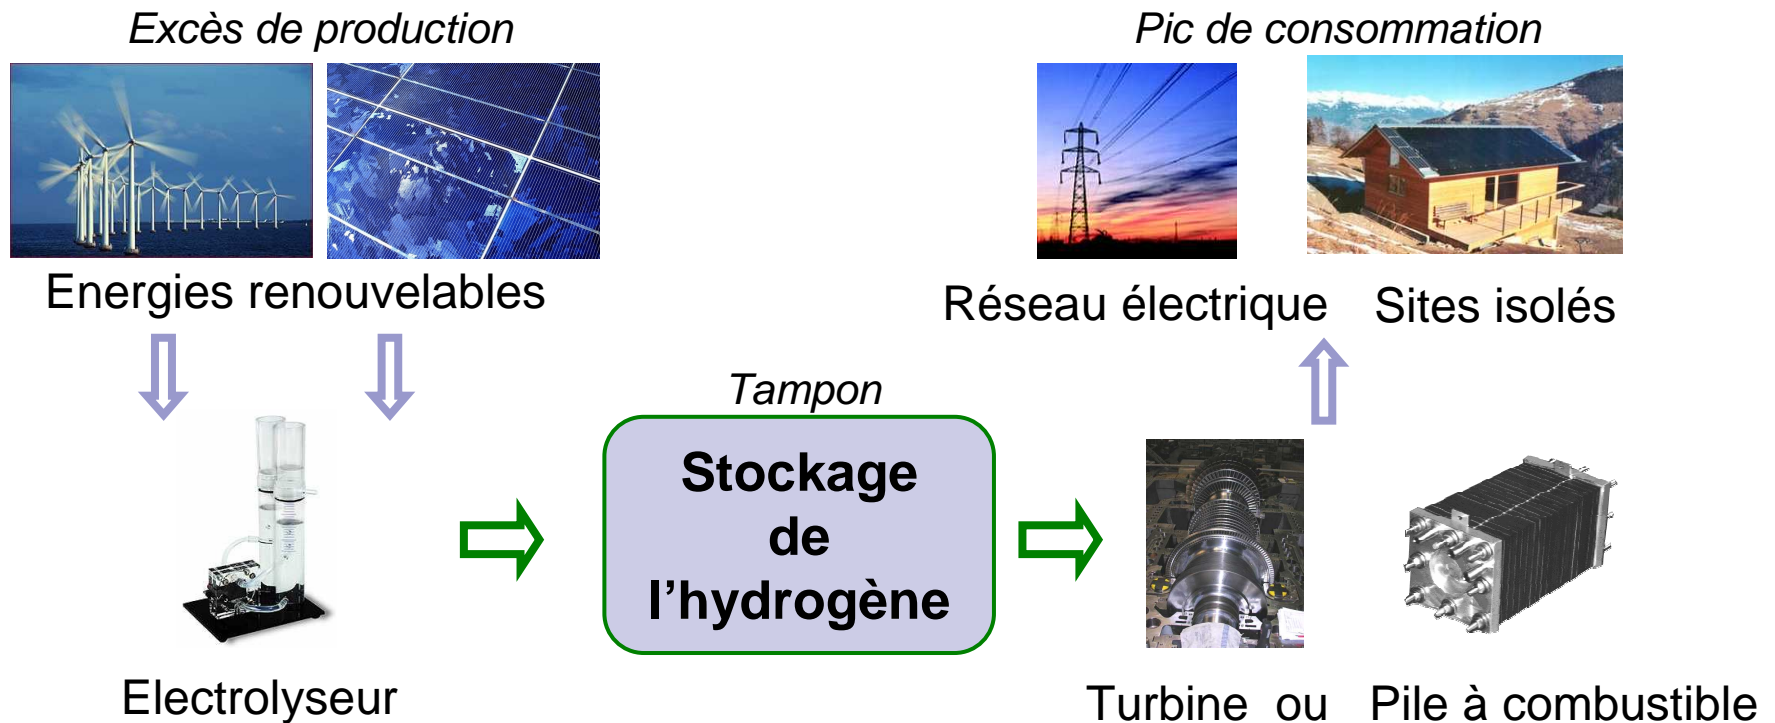 Excès de production
Pic de consommation
Energies renouvelables
Réseau électrique
Sites isolés
Tampon
Stockage
de
l’hydrogène
Electrolyseur
Turbine ou
Pile à combustible